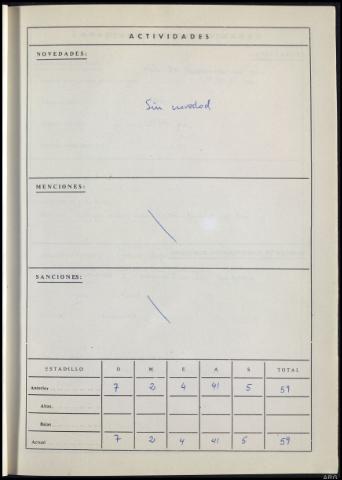 ACTIVIDADES
NOVEDADES:
Sin novedad
MENCIONES:
SANCIONES:
ESTADILLO O M E A S TOTAL
Anterior 7 2 4 41 5 59
Altas
Bajas
Actual 7 2 4 41 5 59